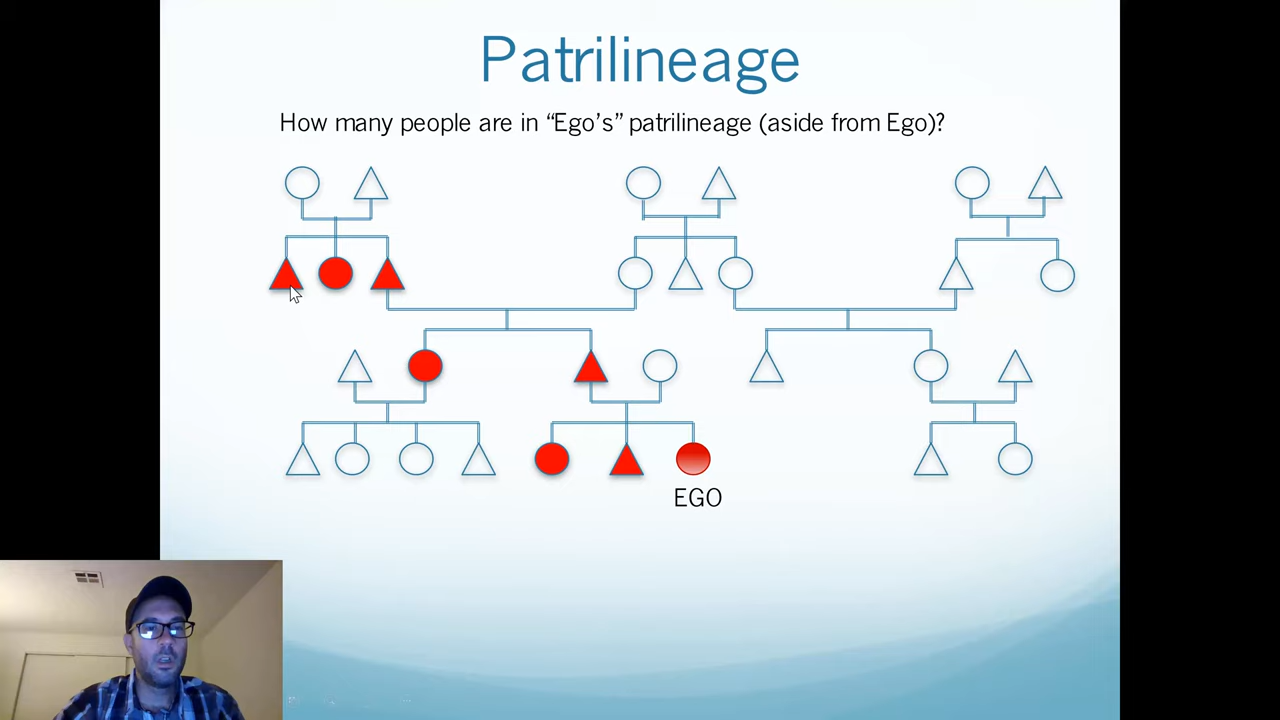 Patrilineage
How many people are in “Ego’s” patrilineage (aside from Ego)?
EGO